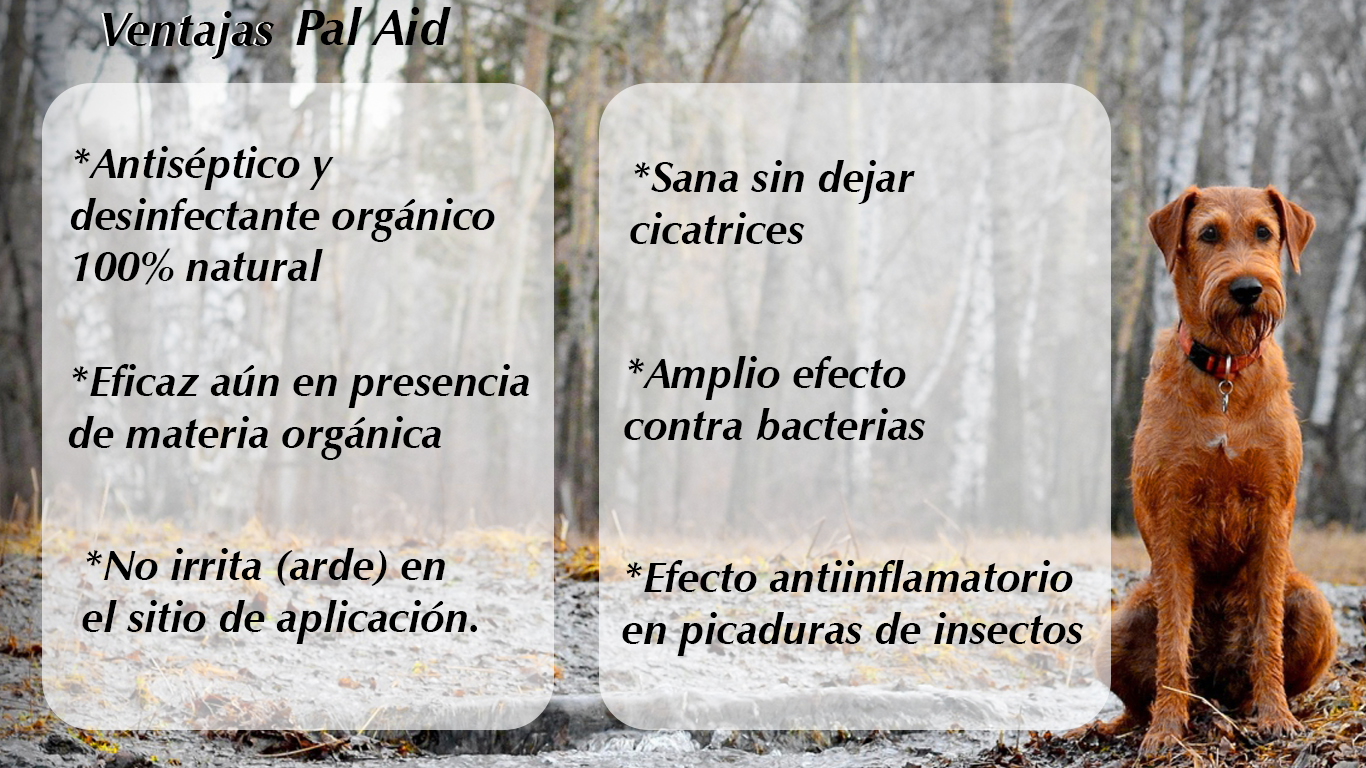 Ventajas Pal Aid
*Antiséptico y
desinfectante orgánico
100% natural
*Eficaz aún en presencia
de materia orgánica
*No irrita (arde) en
el sitio de aplicación.
*Sana sin dejar
cicatrices
*Amplio efecto
contra bacterias
*Efecto antiinflamatorio
en picaduras de insectos